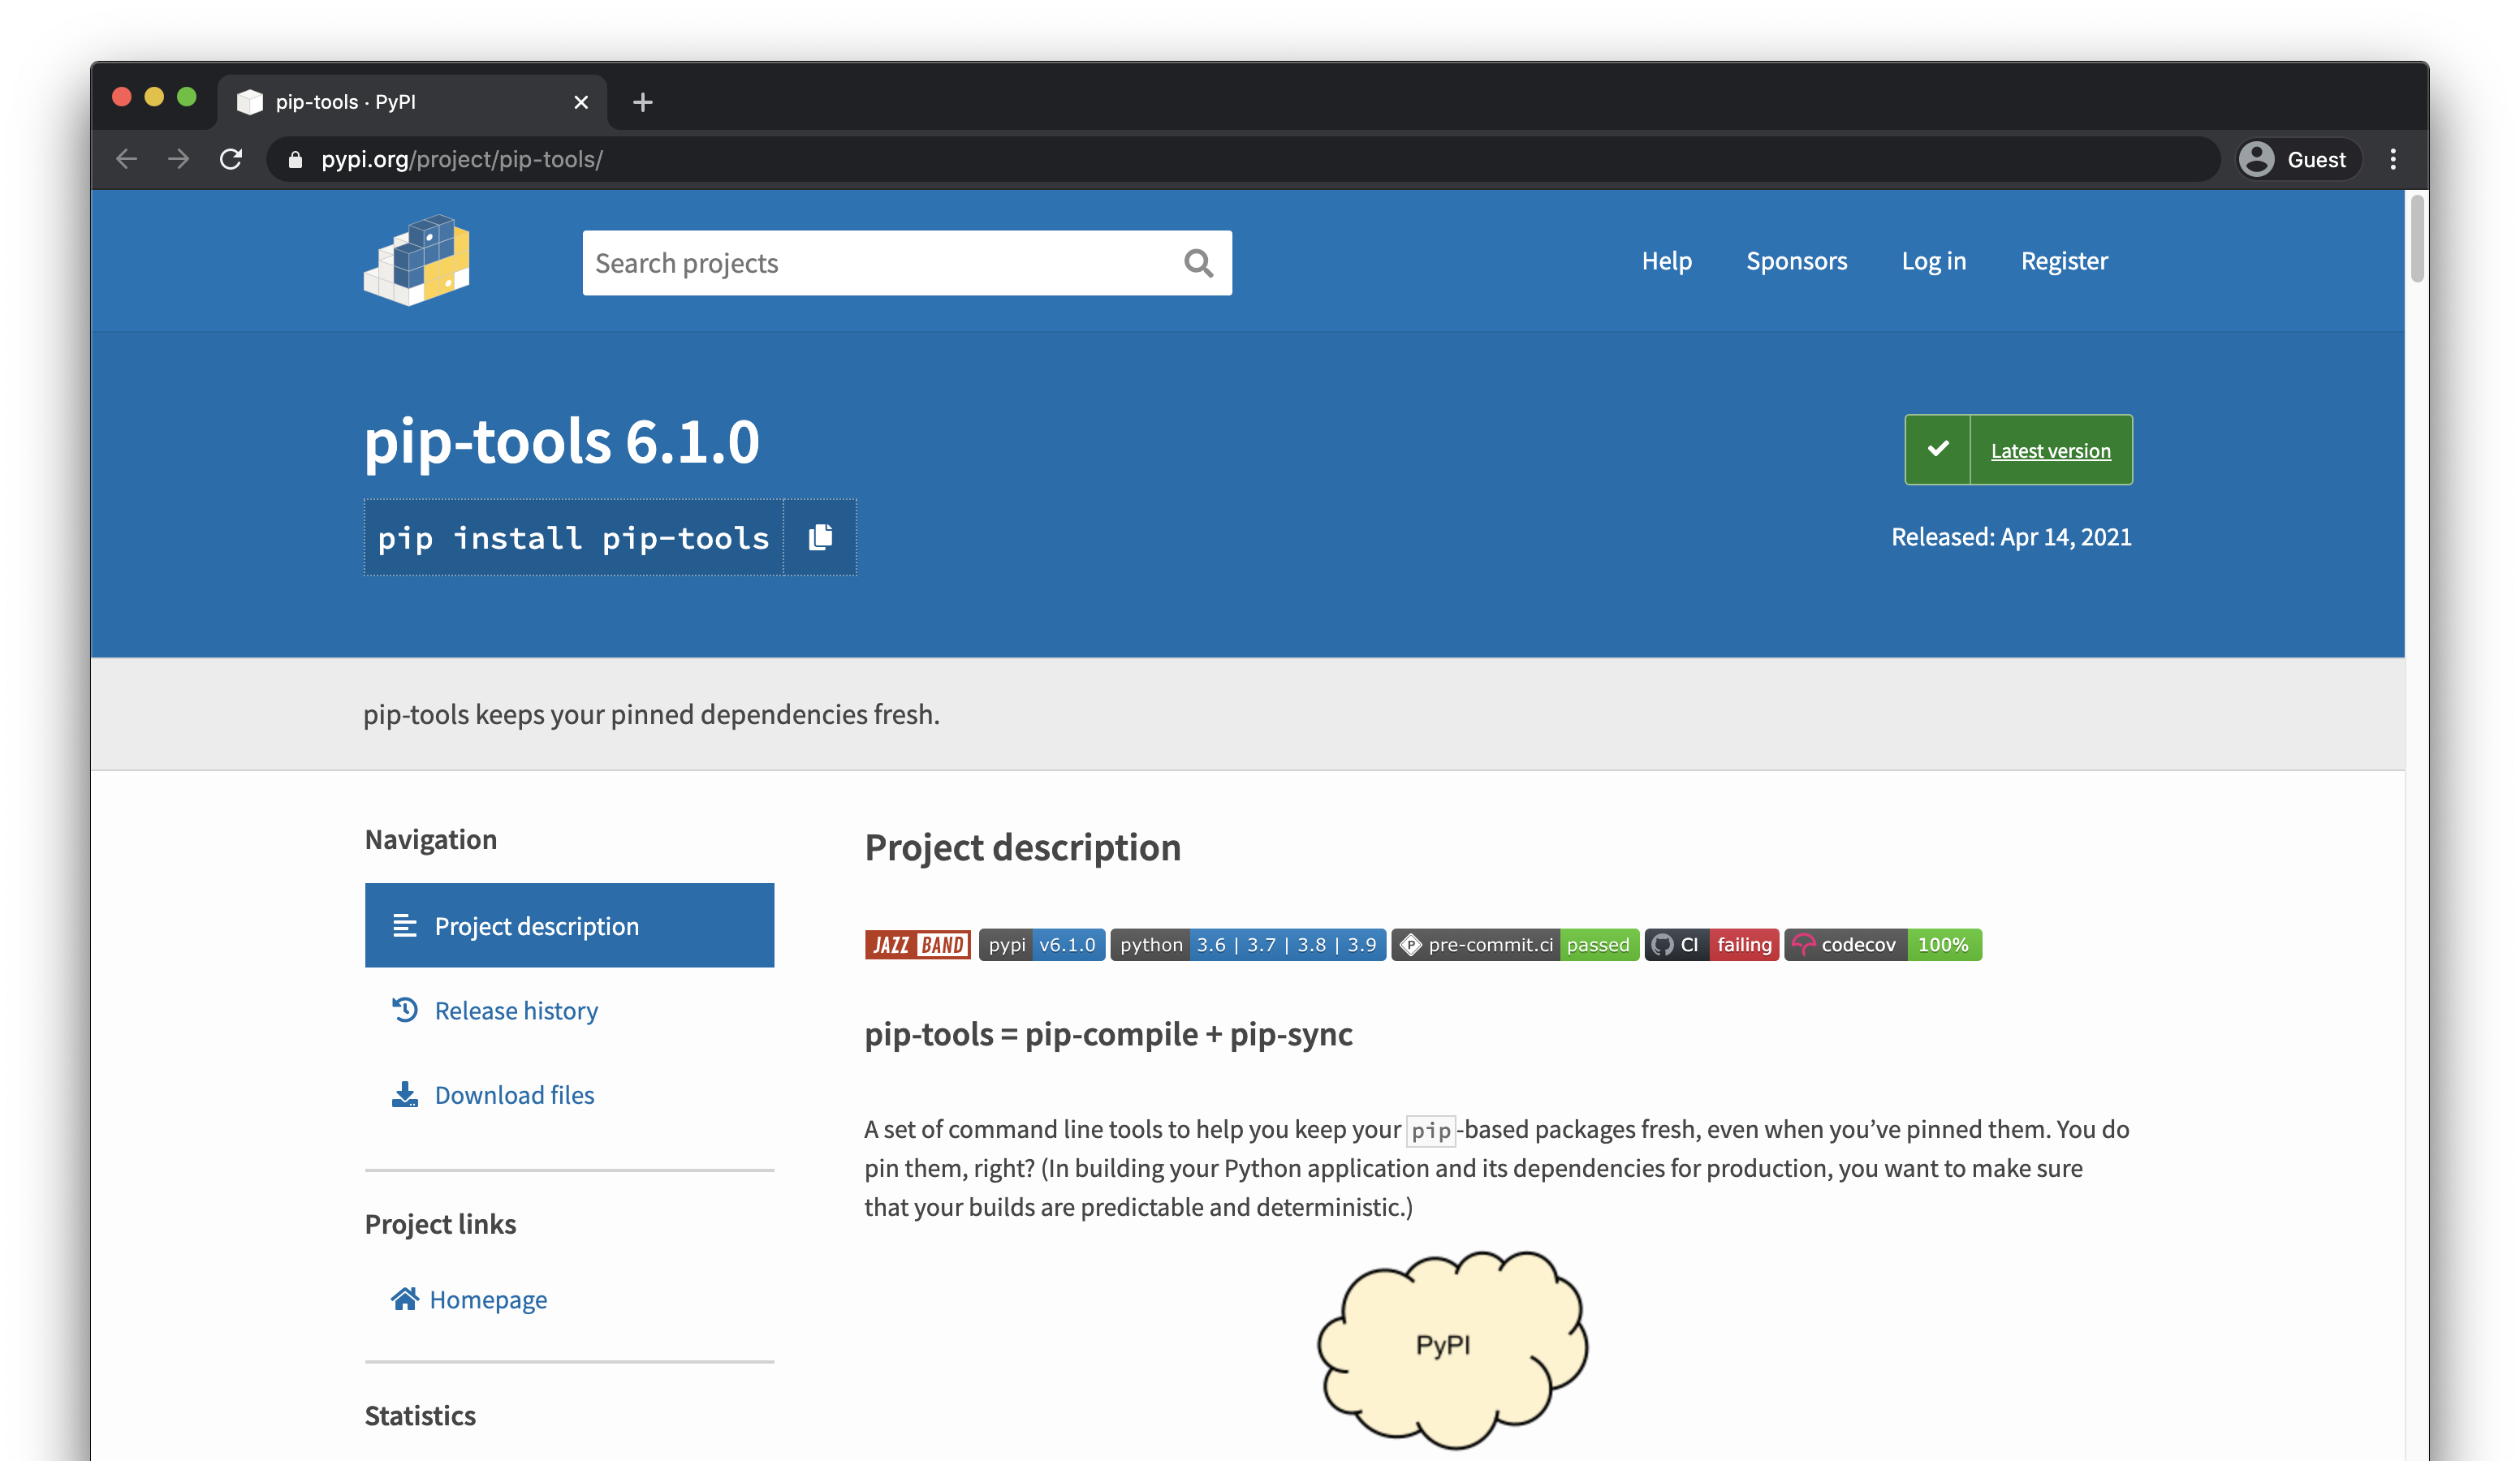 pip-tools · PyPI
pypi.org/project/pip-tools/
Guest
Search projects
Help
Sponsors
Log in
Register
pip-tools 6.1.0
Latest version
pip install pip-tools
Released: Apr 14, 2021
pip-tools keeps your pinned dependencies fresh.
Navigation
Project description
Release history
Download files
Project links
Homepage
Statistics
Project description
JAZZ BAND pypi v6.1.0 python 3.6 | 3.7 | 3.8 | 3.9 pre-commit.ci passed CI failing codecov 100%
pip-tools = pip-compile + pip-sync
A set of command line tools to help you keep your pip-based packages fresh, even when you’ve pinned them. You do
pin them, right? (In building your Python application and its dependencies for production, you want to make sure
that your builds are predictable and deterministic.)
PyPI